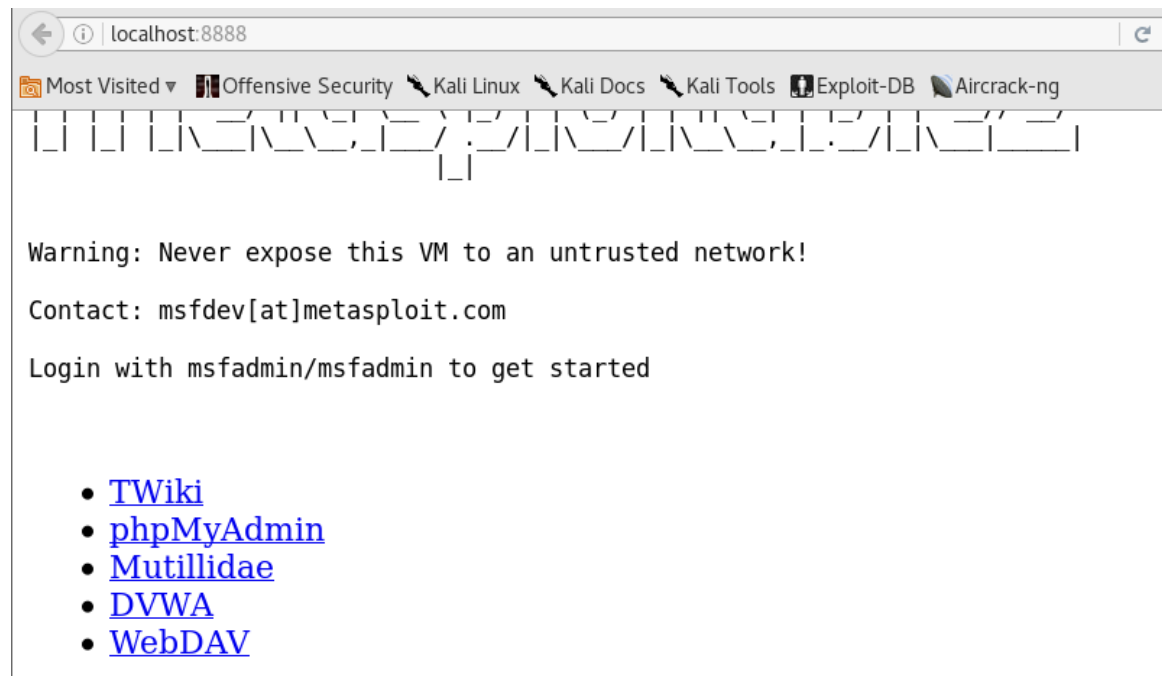 localhost:8888
Most Visited Offensive Security Kali Linux Kali Docs Kali Tools Exploit-DB Aircrack-ng
Warning: Never expose this VM to an untrusted network!
Contact: msfdev[at]metasploit.com
Login with msfadmin/msfadmin to get started
TWiki
phpMyAdmin
Mutillidae
DVWA
WebDAV